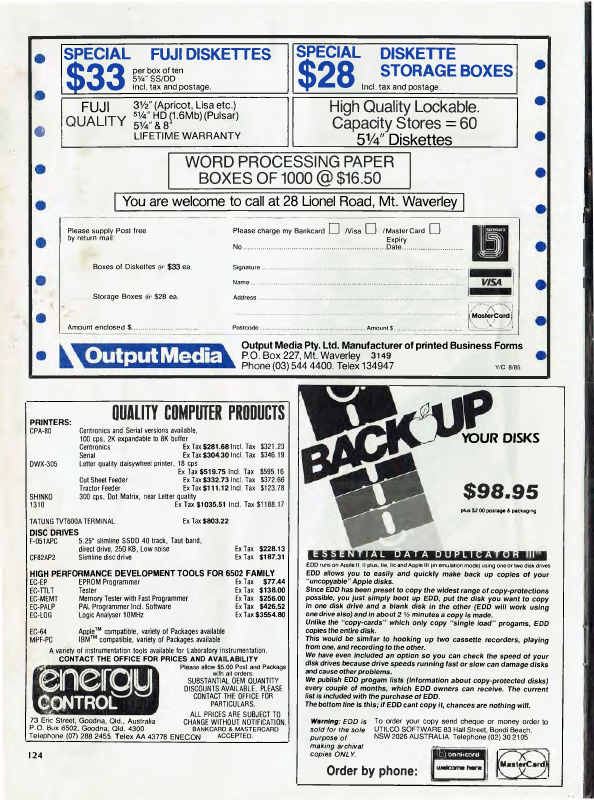 SPECIAL FUJI DISKETTES
$33 per box of ten
5¼" SS/DD
incl. tax and postage.
SPECIAL DISKETTE
$28 STORAGE BOXES
Incl. tax and postage.
FUJI
QUALITY
3½" (Apricot, Lisa etc.)
5¼" HD (1.6Mb) (Pulsar)
5¼" & 8"
LIFETIME WARRANTY
High Quality Lockable.
Capacity Stores = 60
5¼" Diskettes
WORD PROCESSING PAPER
BOXES OF 1000 @ $16.50
You are welcome to call at 28 Lionel Road, Mt. Waverley
Please supply Post free
by return mail:
Please charge my Bankcard /Visa /MasterCard
Expiry
No Date
Boxes of Diskettes @ $33 ea.
Signature
Name
Storage Boxes @ $28 ea.
Address
Amount enclosed $
Postcode Amount $
bankcard
VISA
MasterCard
OutputMedia
Output Media Pty. Ltd. Manufacturer of printed Business Forms
P.O. Box 227, Mt. Waverley 3149
Phone (03) 544 4400. Telex 134947
Y/C 8/85
QUALITY COMPUTER PRODUCTS
PRINTERS:
CPA-80 Centronics and Serial versions available,
100 cps, 2K expandable to 8K buffer
Centronics Ex Tax $281.68 Incl. Tax $321.23
Serial Ex Tax $304.30 Inc. Tax $346.19
DWX-305 Letter quality daisywheel printer, 18 cps
Ex Tax $519.75 Incl. Tax $595.16
Cut Sheet Feeder Ex Tax $332.73 Incl. Tax $372.66
Tractor Feeder Ex Tax $111.12 Incl. Tax $123.78
SHINKO 300 cps, Dot Matrix, near Letter quality
1310 Ex Tax $1035.51 Inct. Tax $1168.17
TATUNG TVT600A TERMINAL Ex Tax $803.22
DISC DRIVES
F-051APC 5.25" slimline SSDD 40 track, Taut band,
direct drive, 250 KB, Low noise Ex Tax $228.13
CF82AP2 Slimline disc drive Ex Tax $187.31
HIGH PERFORMANCE DEVELOPMENT TOOLS FOR 6502 FAMILY
EC-EP EPROM Programmer Ex Tax $77.44
EC-TTLT Tester Ex Tax $138.00
EC-MEMT Memory Tester with Fast Programmer Ex Tax $256.00
EC-PALP PAL Programmer Incl. Software Ex Tax $426.52
EC-LOG Logic Analyser 10MHz Ex Tax $3554.80
EC-64 Apple™ compatible, variety of Packages available
MPF-PC IBM™ compatible, variety of Packages available
A variety of instrumentation tools available for Laboratory instrumentation.
CONTACT THE OFFICE FOR PRICES AND AVAILABILITY
energy
CONTROL
Please allow $5.00 Post and Package
with all orders.
SUBSTANTIAL OEM QUANTITY
DISCOUNTS AVAILABLE. PLEASE
CONTACT THE OFFICE FOR
PARTICULARS.
ALL PRICES ARE SUBJECT TO
CHANGE WITHOUT NOTIFICATION.
BANKCARD & MASTERCARD
ACCEPTED.
73 Eric Street, Goodna, Qld., Australia
P.O. Box 6502, Goodna, Qld. 4300
Telephone (07) 288 2455. Telex AA 43778 ENECON
124
BACK UP
YOUR DISKS
$98.95
plus $2.00 postage & packaging
ESSENTIAL DATA DUPLICATOR III™
EDD runs on Apple II, II plus, IIe, IIc and Apple III (in emulation mode) using one or two disk drives
EDD allows you to easily and quickly make back up copies of your
"uncopyable" Apple disks.
Since EDD has been preset to copy the widest range of copy-protections
possible, you just simply boot up EDD, put the disk you want to copy
in one disk drive and a blank disk in the other (EDD will work using
one drive also) and in about 2 ½ minutes a copy is made.
Unlike the "copy-cards" which only copy "single load" progams, EDD
copies the entire disk.
This would be similar to hooking up two cassette recorders, playing
from one, and recording to the other.
We have even included an option so you can check the speed of your
disk drives because drive speeds running fast or slow can damage disks
and cause other problems.
We publish EDD progam lists (information about copy-protected disks)
every couple of months, which EDD owners can receive. The current
list is included with the purchase of EDD.
The bottom line is this; if EDD cant copy it, chances are nothing will.
Warning: EDD is
sold for the sole
purpose of
making archival
copies ONLY.
To order your copy send cheque or money order to
UTILCO SOFTWARE 83 Hall Street, Bondi Beach.
NSW 2026 AUSTRALIA. Telephone (02) 30 2105
Order by phone:
bankcard
welcome here
MasterCard